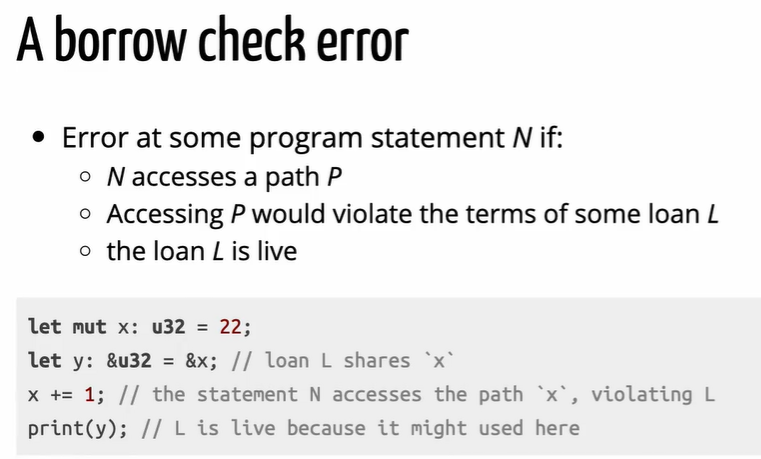 A borrow check error
• Error at some program statement N if:
○ N accesses a path P
○ Accessing P would violate the terms of some loan L
○ the loan L is live
let mut x: u32 = 22;
let y: &u32 = &x; // loan L shares `x`
x += 1; // the statement N accesses the path `x`, violating L
print(y); // L is live because it might used here